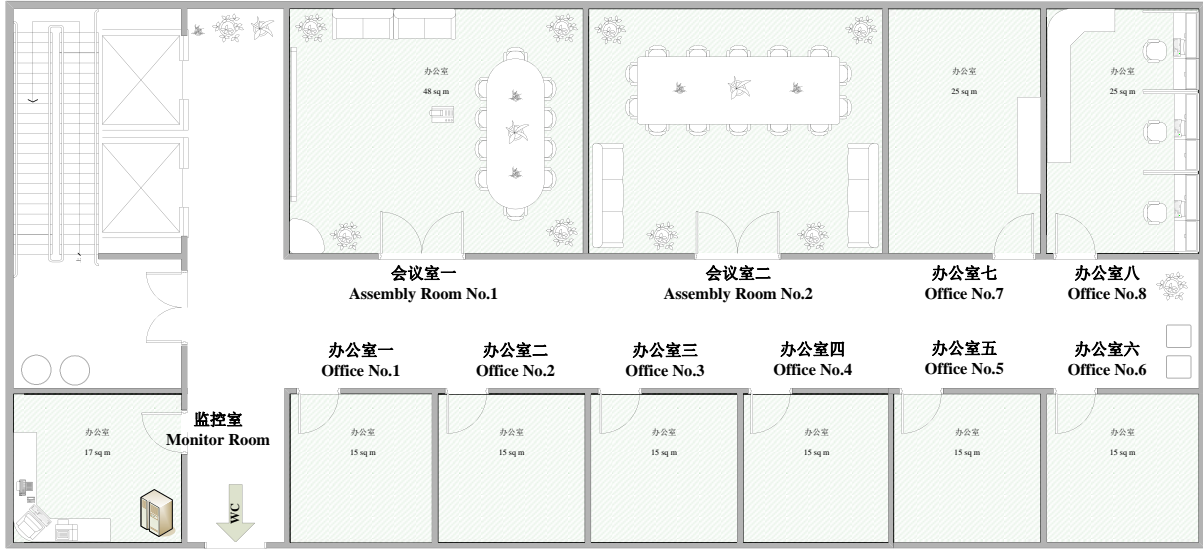 办公室
48 sq m
办公室
25 sq m
办公室
25 sq m
会议室一
Assembly Room No.1
会议室二
Assembly Room No.2
办公室七
Office No.7
办公室八
Office No.8
办公室一
Office No.1
办公室二
Office No.2
办公室三
Office No.3
办公室四
Office No.4
办公室五
Office No.5
办公室六
Office No.6
监控室
Monitor Room
办公室
17 sq m
办公室
15 sq m
办公室
15 sq m
办公室
15 sq m
办公室
15 sq m
办公室
15 sq m
办公室
15 sq m
WC